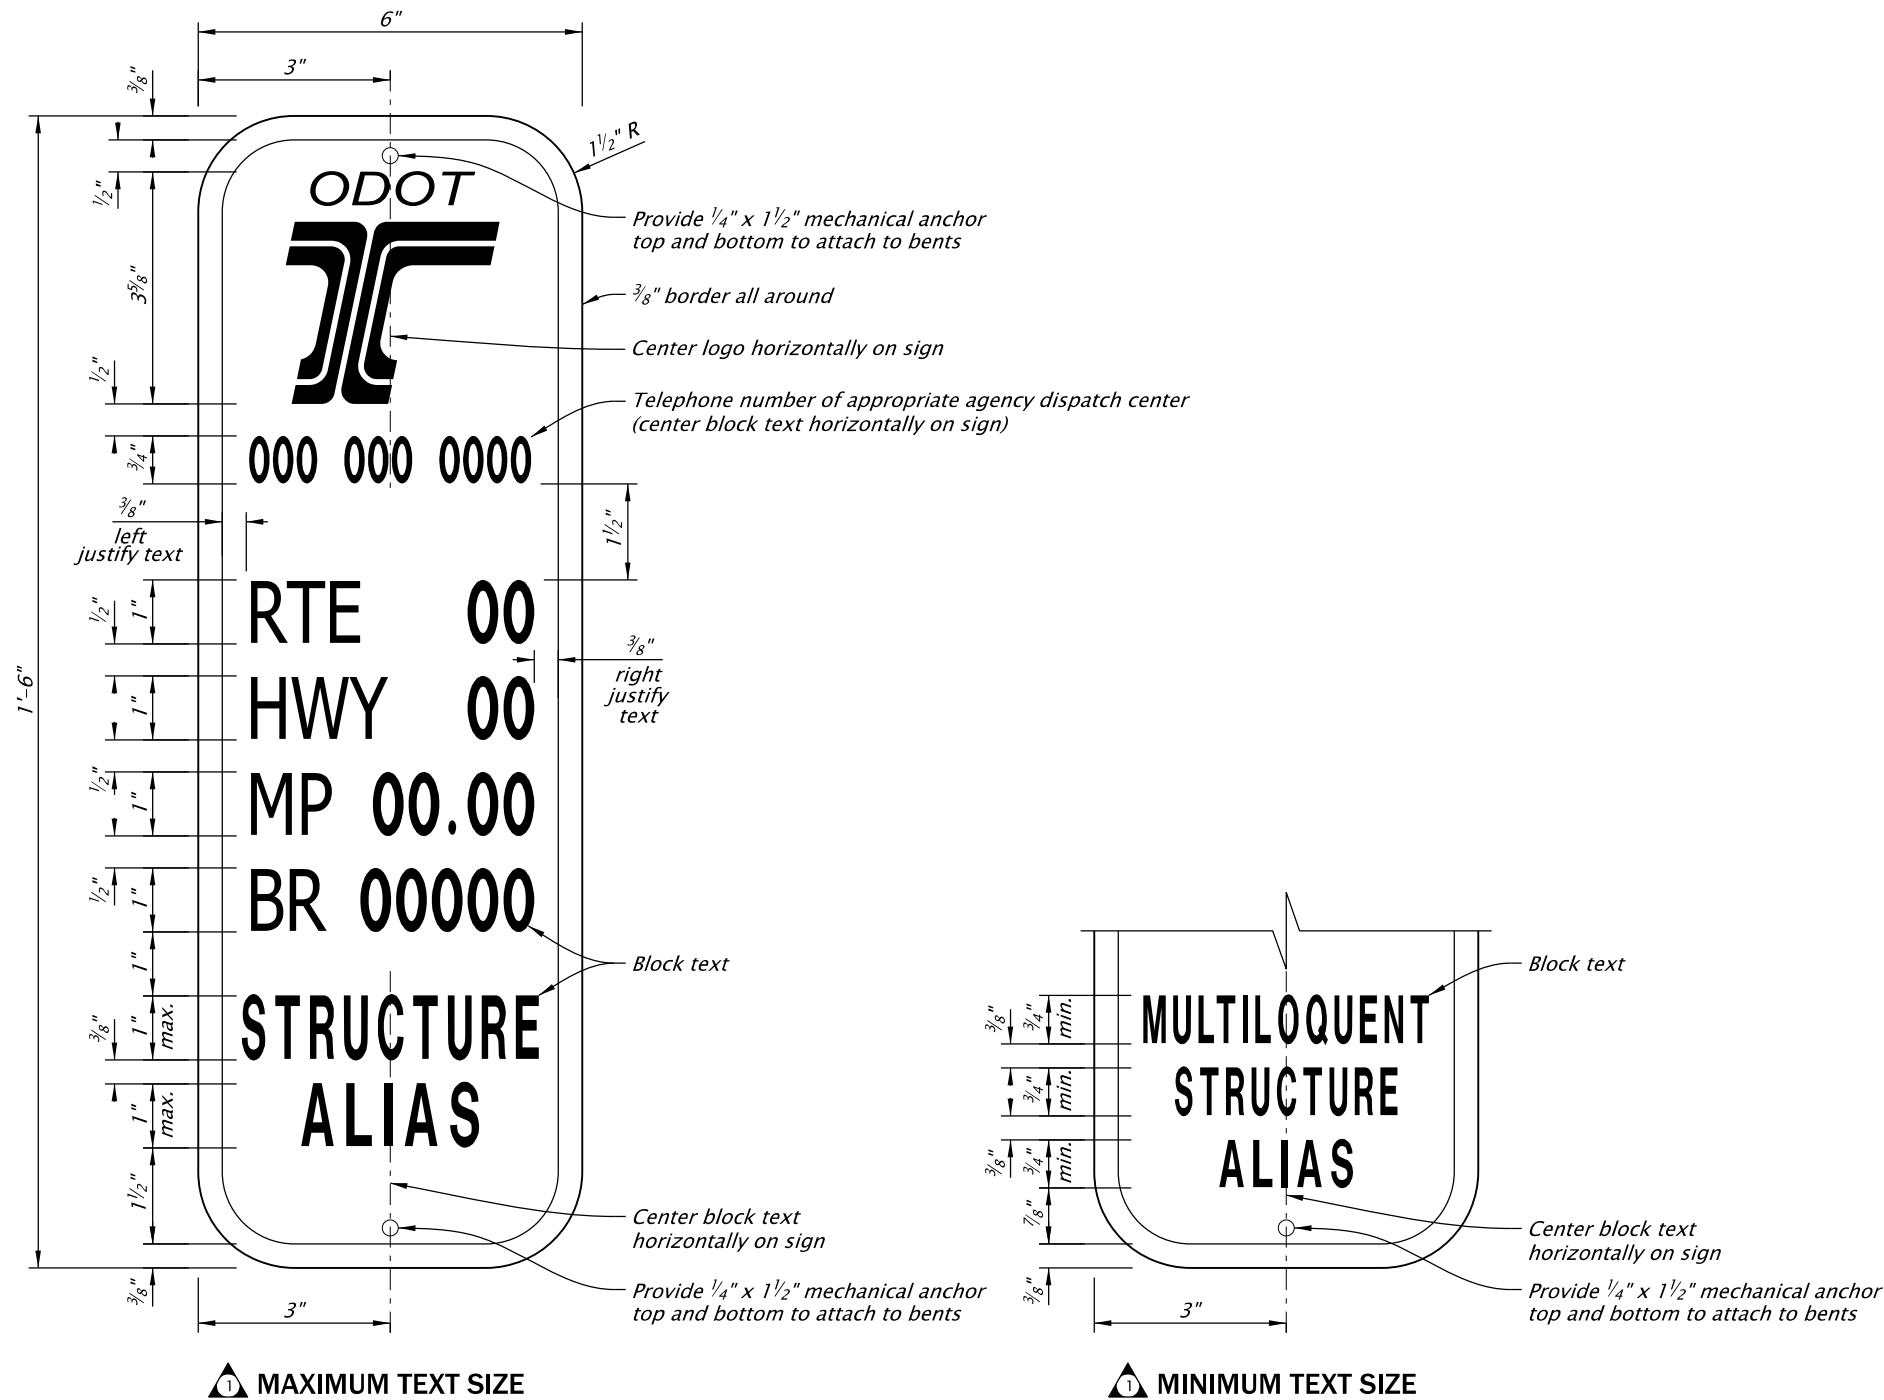 6"
3"
3/8"
1 1/2" R
1/2"
ODOT
Provide 1/4" x 1 1/2" mechanical anchor
top and bottom to attach to bents
3 5/8"
3/8" border all around
Center logo horizontally on sign
1/2"
Telephone number of appropriate agency dispatch center
(center block text horizontally on sign)
3/4"
000 000 0000
3/8"
left
justify text
1 1/2"
1/2"
1"
RTE 00
3/8"
right
justify
text
1'-6"
1"
HWY 00
1/2"
1"
MP 00.00
1/2"
1"
BR 00000
1"
Block text
3/8"
1"
max.
STRUCTURE
1"
max.
ALIAS
1 1/2"
Center block text
horizontally on sign
3/8"
Provide 1/4" x 1 1/2" mechanical anchor
top and bottom to attach to bents
3"
1 MAXIMUM TEXT SIZE
Block text
3/8"
3/4"
min.
MULTILOQUENT
3/4"
min.
STRUCTURE
3/8"
3/4"
min.
ALIAS
7/8"
Center block text
horizontally on sign
3/8"
Provide 1/4" x 1 1/2" mechanical anchor
top and bottom to attach to bents
3"
1 MINIMUM TEXT SIZE